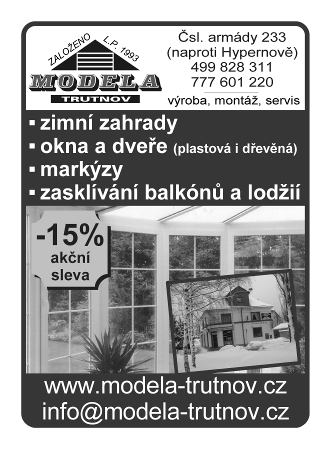 ZALOŽENO L.P. 1993
MODELA
TRUTNOV
Čsl. armády 233
(naproti Hypernově)
499 828 311
777 601 220
výroba, montáž, servis
▪ zimní zahrady
▪ okna a dveře (plastová i dřevěná)
▪ markýzy
▪ zasklívání balkónů a lodžií
-15%
akční
sleva
www.modela-trutnov.cz
info@modela-trutnov.cz